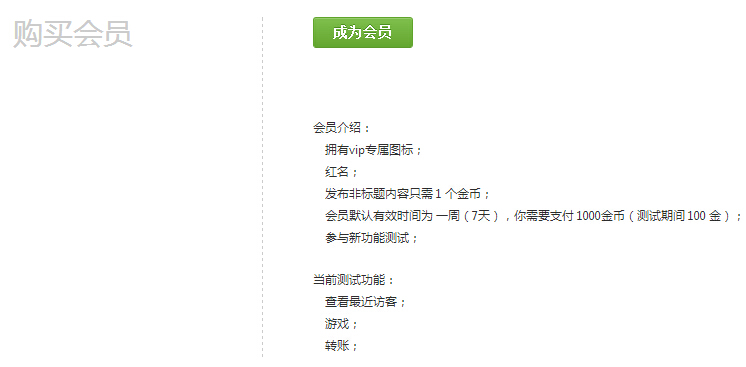 购买会员
成为会员
会员介绍：
拥有vip专属图标；
红名；
发布非标题内容只需 1 个金币；
会员默认有效时间为 一周（7天），你需要支付 1000金币（测试期间 100 金）；
参与新功能测试；
当前测试功能：
查看最近访客；
游戏；
转账；